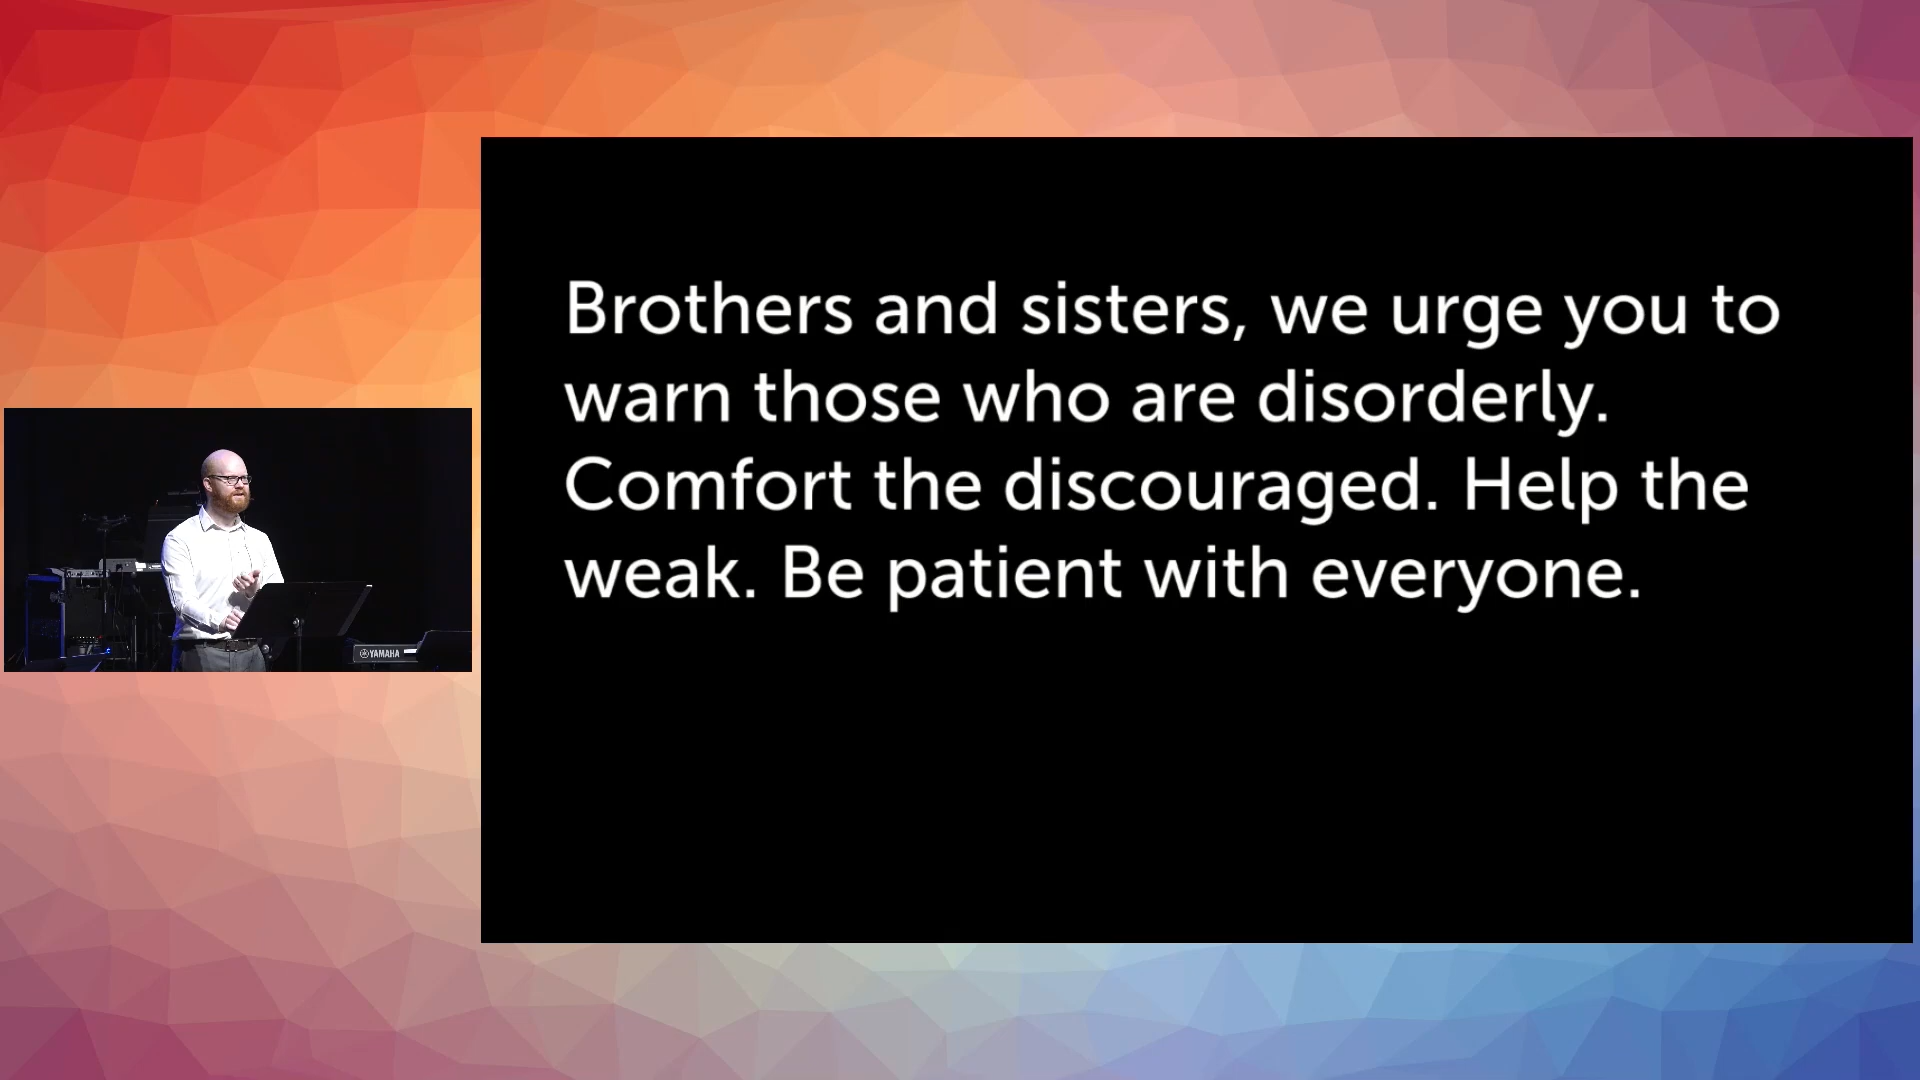 Brothers and sisters, we urge you to
warn those who are disorderly.
Comfort the discouraged. Help the
weak. Be patient with everyone.
YAMAHA